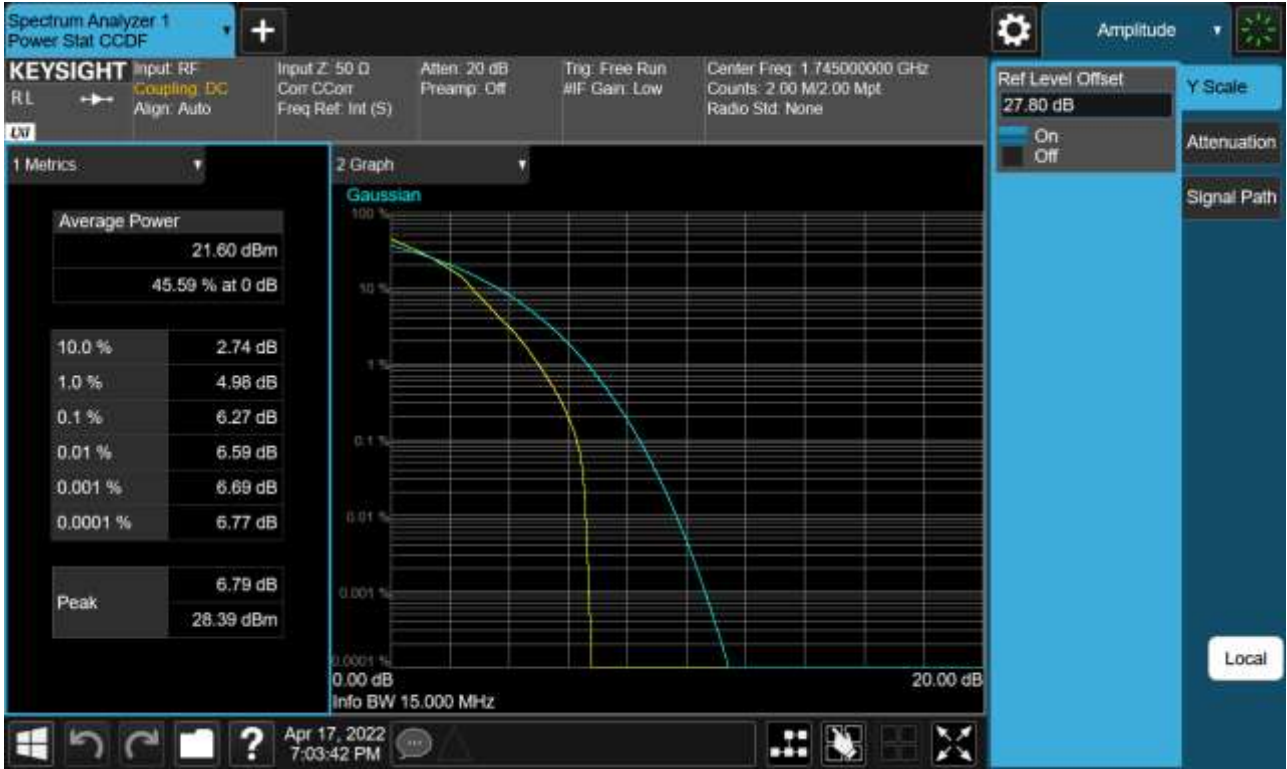 Spectrum Analyzer 1
Power Stat CCDF
+
Amplitude
KEYSIGHT
RL
LXI
Input: RF
Coupling: DC
Align: Auto
Input Z: 50 Ω
Corr CCorr
Freq Ref: Int (S)
Atten: 20 dB
Preamp: Off
Trig: Free Run
#IF Gain: Low
Center Freq: 1.745000000 GHz
Counts: 2.00 M/2.00 Mpt
Radio Std: None
Ref Level Offset
27.80 dB
On
Off
Y Scale
Attenuation
Signal Path
1 Metrics
Average Power
21.60 dBm
45.59 % at 0 dB
10.0 % 2.74 dB
1.0 % 4.98 dB
0.1 % 6.27 dB
0.01 % 6.59 dB
0.001 % 6.69 dB
0.0001 % 6.77 dB
Peak
6.79 dB
28.39 dBm
2 Graph
Gaussian
100 %
10 %
1 %
0.1 %
0.01 %
0.001 %
0.0001 %
0.00 dB
20.00 dB
Info BW 15.000 MHz
Local
?
Apr 17, 2022
7:03:42 PM